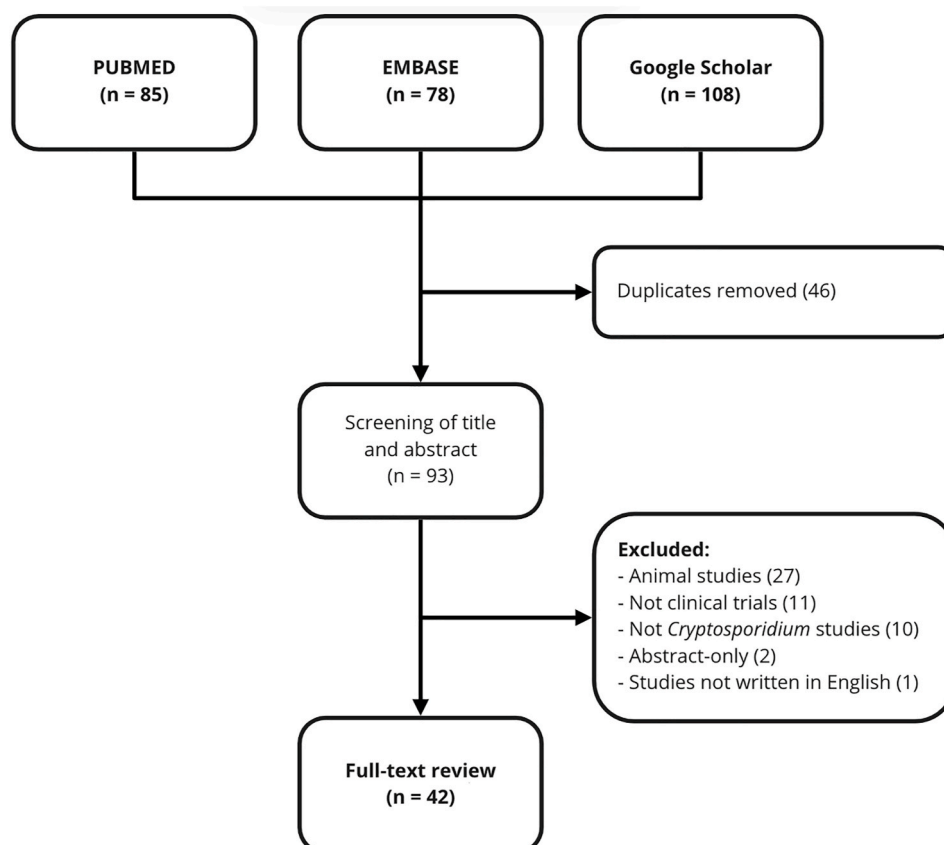 PUBMED
(n = 85)
EMBASE
(n = 78)
Google Scholar
(n = 108)
Duplicates removed (46)
Screening of title
and abstract
(n = 93)
Excluded:
- Animal studies (27)
- Not clinical trials (11)
- Not Cryptosporidium studies (10)
- Abstract-only (2)
- Studies not written in English (1)
Full-text review
(n = 42)